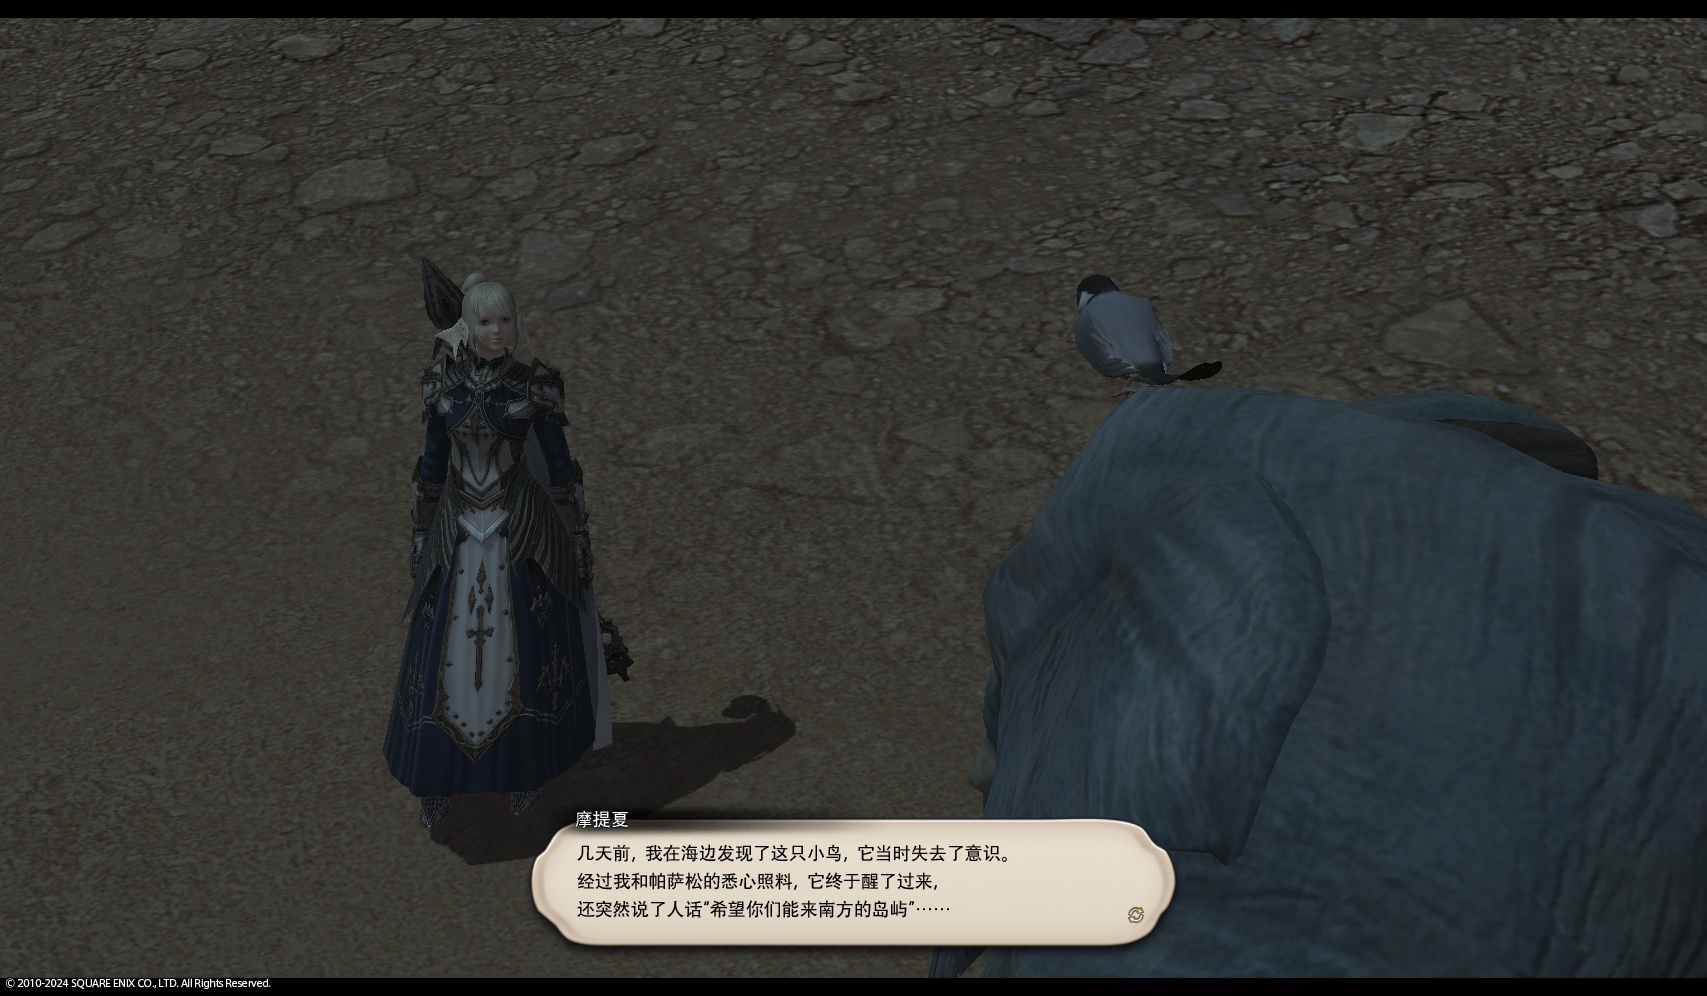 摩提夏
几天前，我在海边发现了这只小鸟，它当时失去了意识。
经过我和帕萨松的悉心照料，它终于醒了过来，
还突然说了人话“希望你们能来南方的岛屿”……
© 2010-2024 SQUARE ENIX CO., LTD. All Rights Reserved.